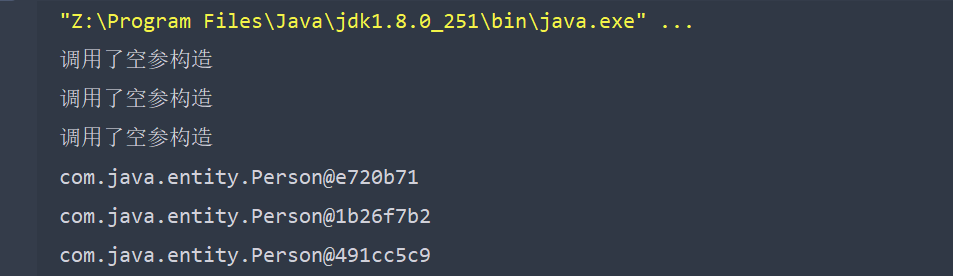 "Z:\Program Files\Java\jdk1.8.0_251\bin\java.exe" ...
调用了空参构造
调用了空参构造
调用了空参构造
com.java.entity.Person@e720b71
com.java.entity.Person@1b26f7b2
com.java.entity.Person@491cc5c9